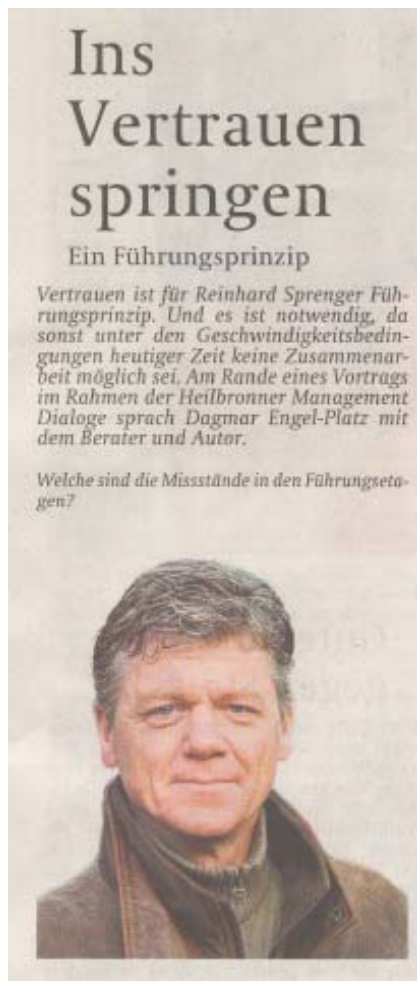 Ins
Vertrauen
springen
Ein Führungsprinzip
Vertrauen ist für Reinhard Sprenger Füh-
rungsprinzip. Und es ist notwendig, da
sonst unter den Geschwindigkeitsbedin-
gungen heutiger Zeit keine Zusammenar-
beit möglich sei. Am Rande eines Vortrags
im Rahmen der Heilbronner Management
Dialoge sprach Dagmar Engel-Platz mit
dem Berater und Autor.
Welche sind die Missstände in den Führungseta-
gen?